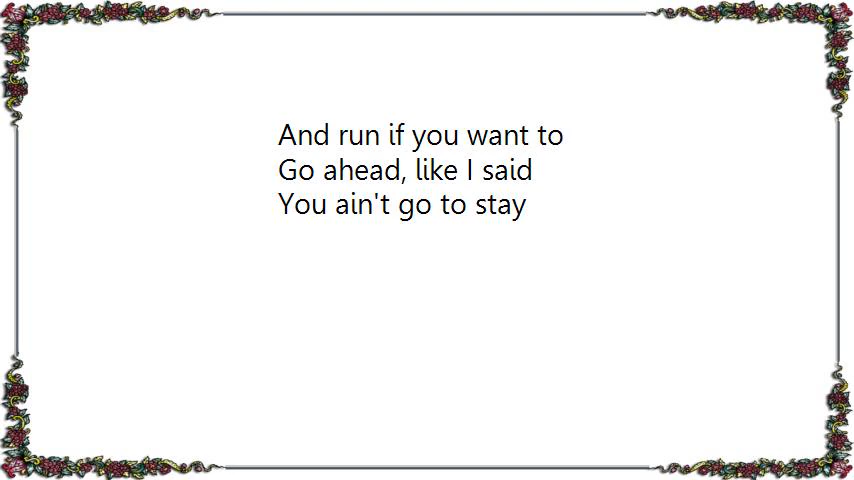 And run if you want to
Go ahead, like I said
You ain't go to stay